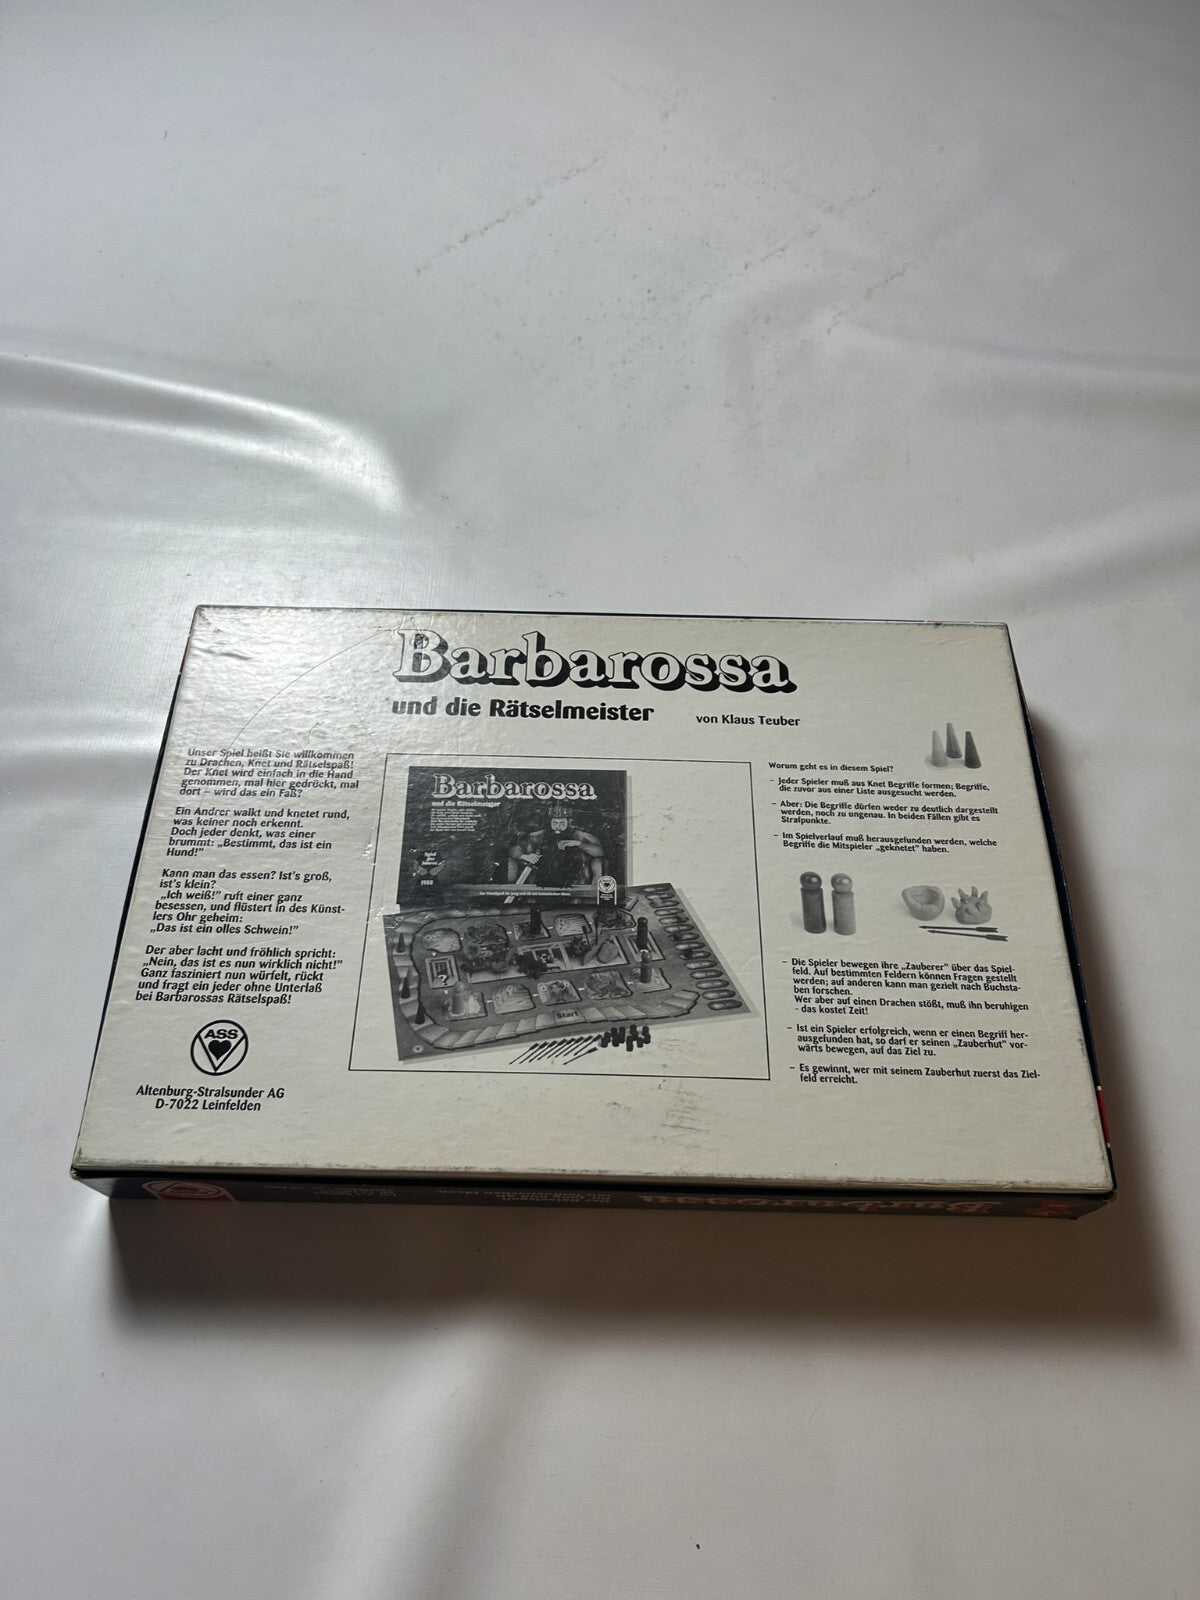 Barbarossa
und die Rätselmeister
von Klaus Teuber
Unser Spiel heißt Sie willkommen
zu Drachen, Knet und Rätselspaß!
Der Knet wird einfach in die Hand
genommen, mal hier gedrückt, mal
dort – wird das ein Faß?
Ein Andrer walkt und knetet rund,
was keiner noch erkennt.
Doch jeder denkt, was einer
brummt: „Bestimmt, das ist ein
Hund!"
Kann man das essen? Ist's groß,
ist's klein?
„Ich weiß!" ruft einer ganz
besessen, und flüstert in des Künst-
lers Ohr geheim:
„Das ist ein olles Schwein!"
Der aber lacht und fröhlich spricht:
„Nein, das ist es nun wirklich nicht!"
Ganz fasziniert nun würfelt, rückt
und fragt ein jeder ohne Unterlaß
bei Barbarossas Rätselspaß!
ASS
Altenburg-Stralsunder AG
D-7022 Leinfelden
Barbarossa
und die Rätselmeister
Spiel
des
Jahres
1988
?
Start
Worum geht es in diesem Spiel?
– Jeder Spieler muß aus Knet Begriffe formen; Begriffe,
die zuvor aus einer Liste ausgesucht werden.
– Aber: Die Begriffe dürfen weder zu deutlich dargestellt
werden, noch zu ungenau. In beiden Fällen gibt es
Strafpunkte.
– Im Spielverlauf muß herausgefunden werden, welche
Begriffe die Mitspieler „geknetet" haben.
– Die Spieler bewegen ihre „Zauberer" über das Spiel-
feld. Auf bestimmten Feldern können Fragen gestellt
werden; auf anderen kann man gezielt nach Buchsta-
ben forschen.
Wer aber auf einen Drachen stößt, muß ihn beruhigen
- das kostet Zeit!
– Ist ein Spieler erfolgreich, wenn er einen Begriff her-
ausgefunden hat, so darf er seinen „Zauberhut" vor-
wärts bewegen, auf das Ziel zu.
– Es gewinnt, wer mit seinem Zauberhut zuerst das Ziel-
feld erreicht.
Barbarossa